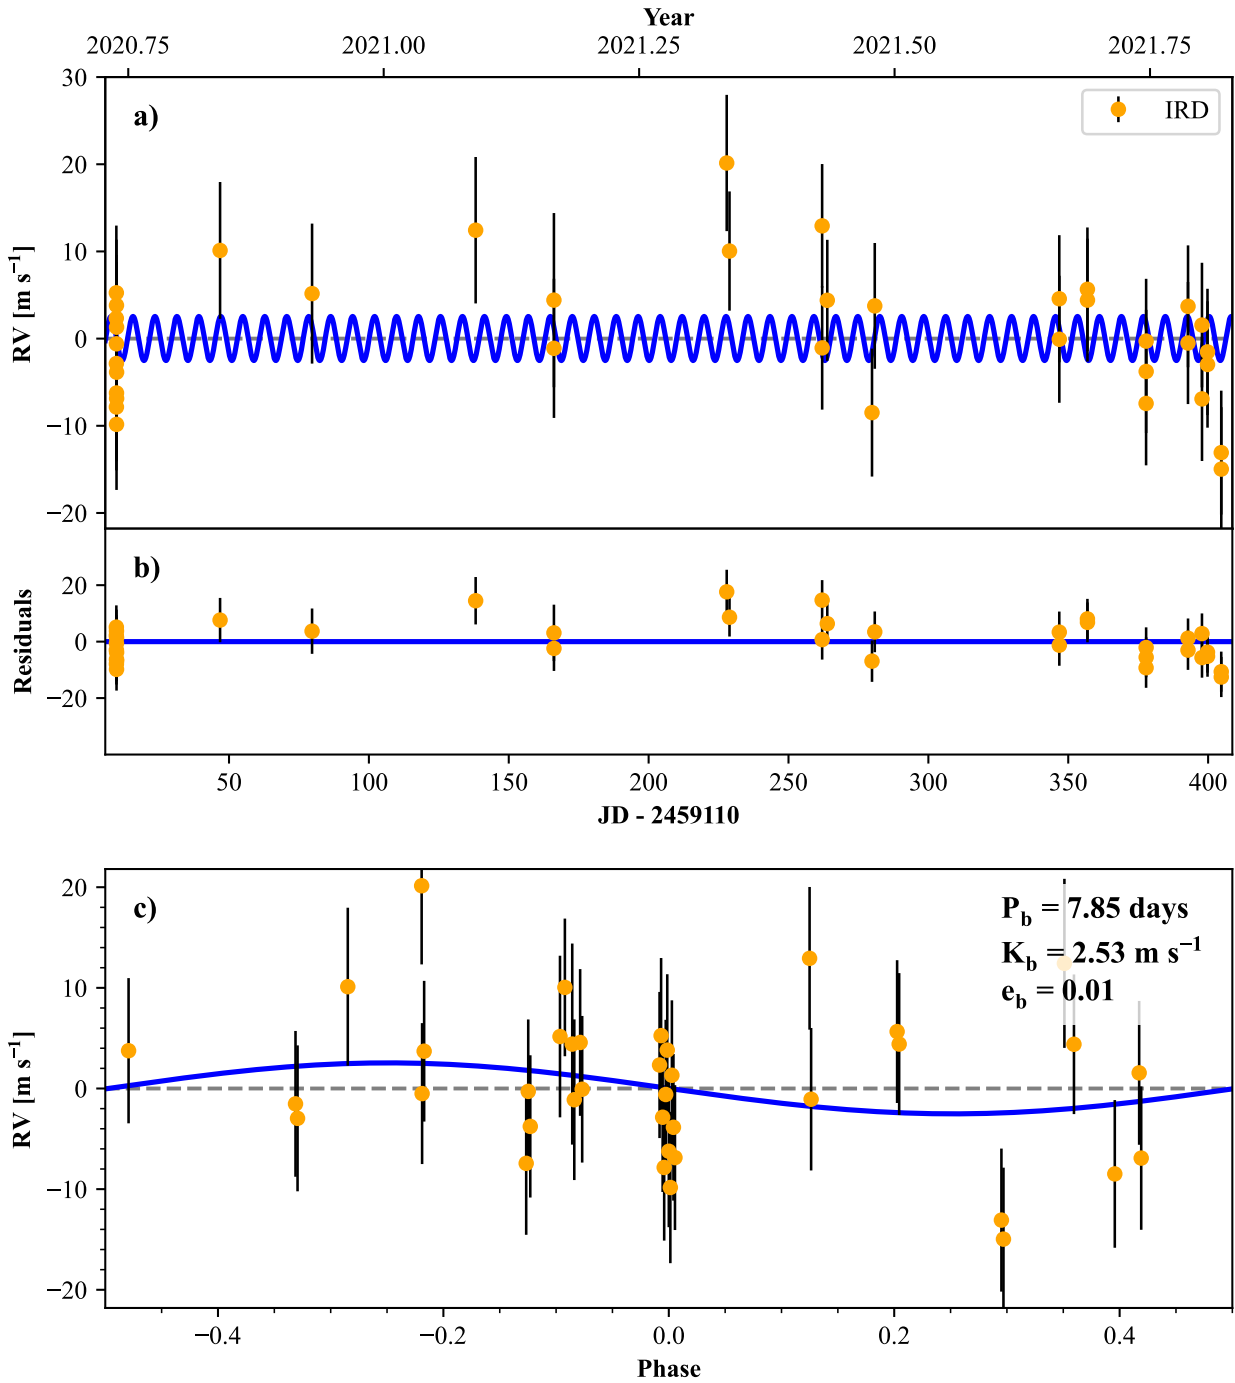 Year
2020.75 2021.00 2021.25 2021.50 2021.75
a)
IRD
30
20
10
0
−10
−20
RV [m s⁻¹]
b)
20
0
−20
Residuals
50 100 150 200 250 300 350 400
JD - 2459110
c)
P_b = 7.85 days
K_b = 2.53 m s⁻¹
e_b = 0.01
20
10
0
−10
−20
RV [m s⁻¹]
−0.4 −0.2 0.0 0.2 0.4
Phase